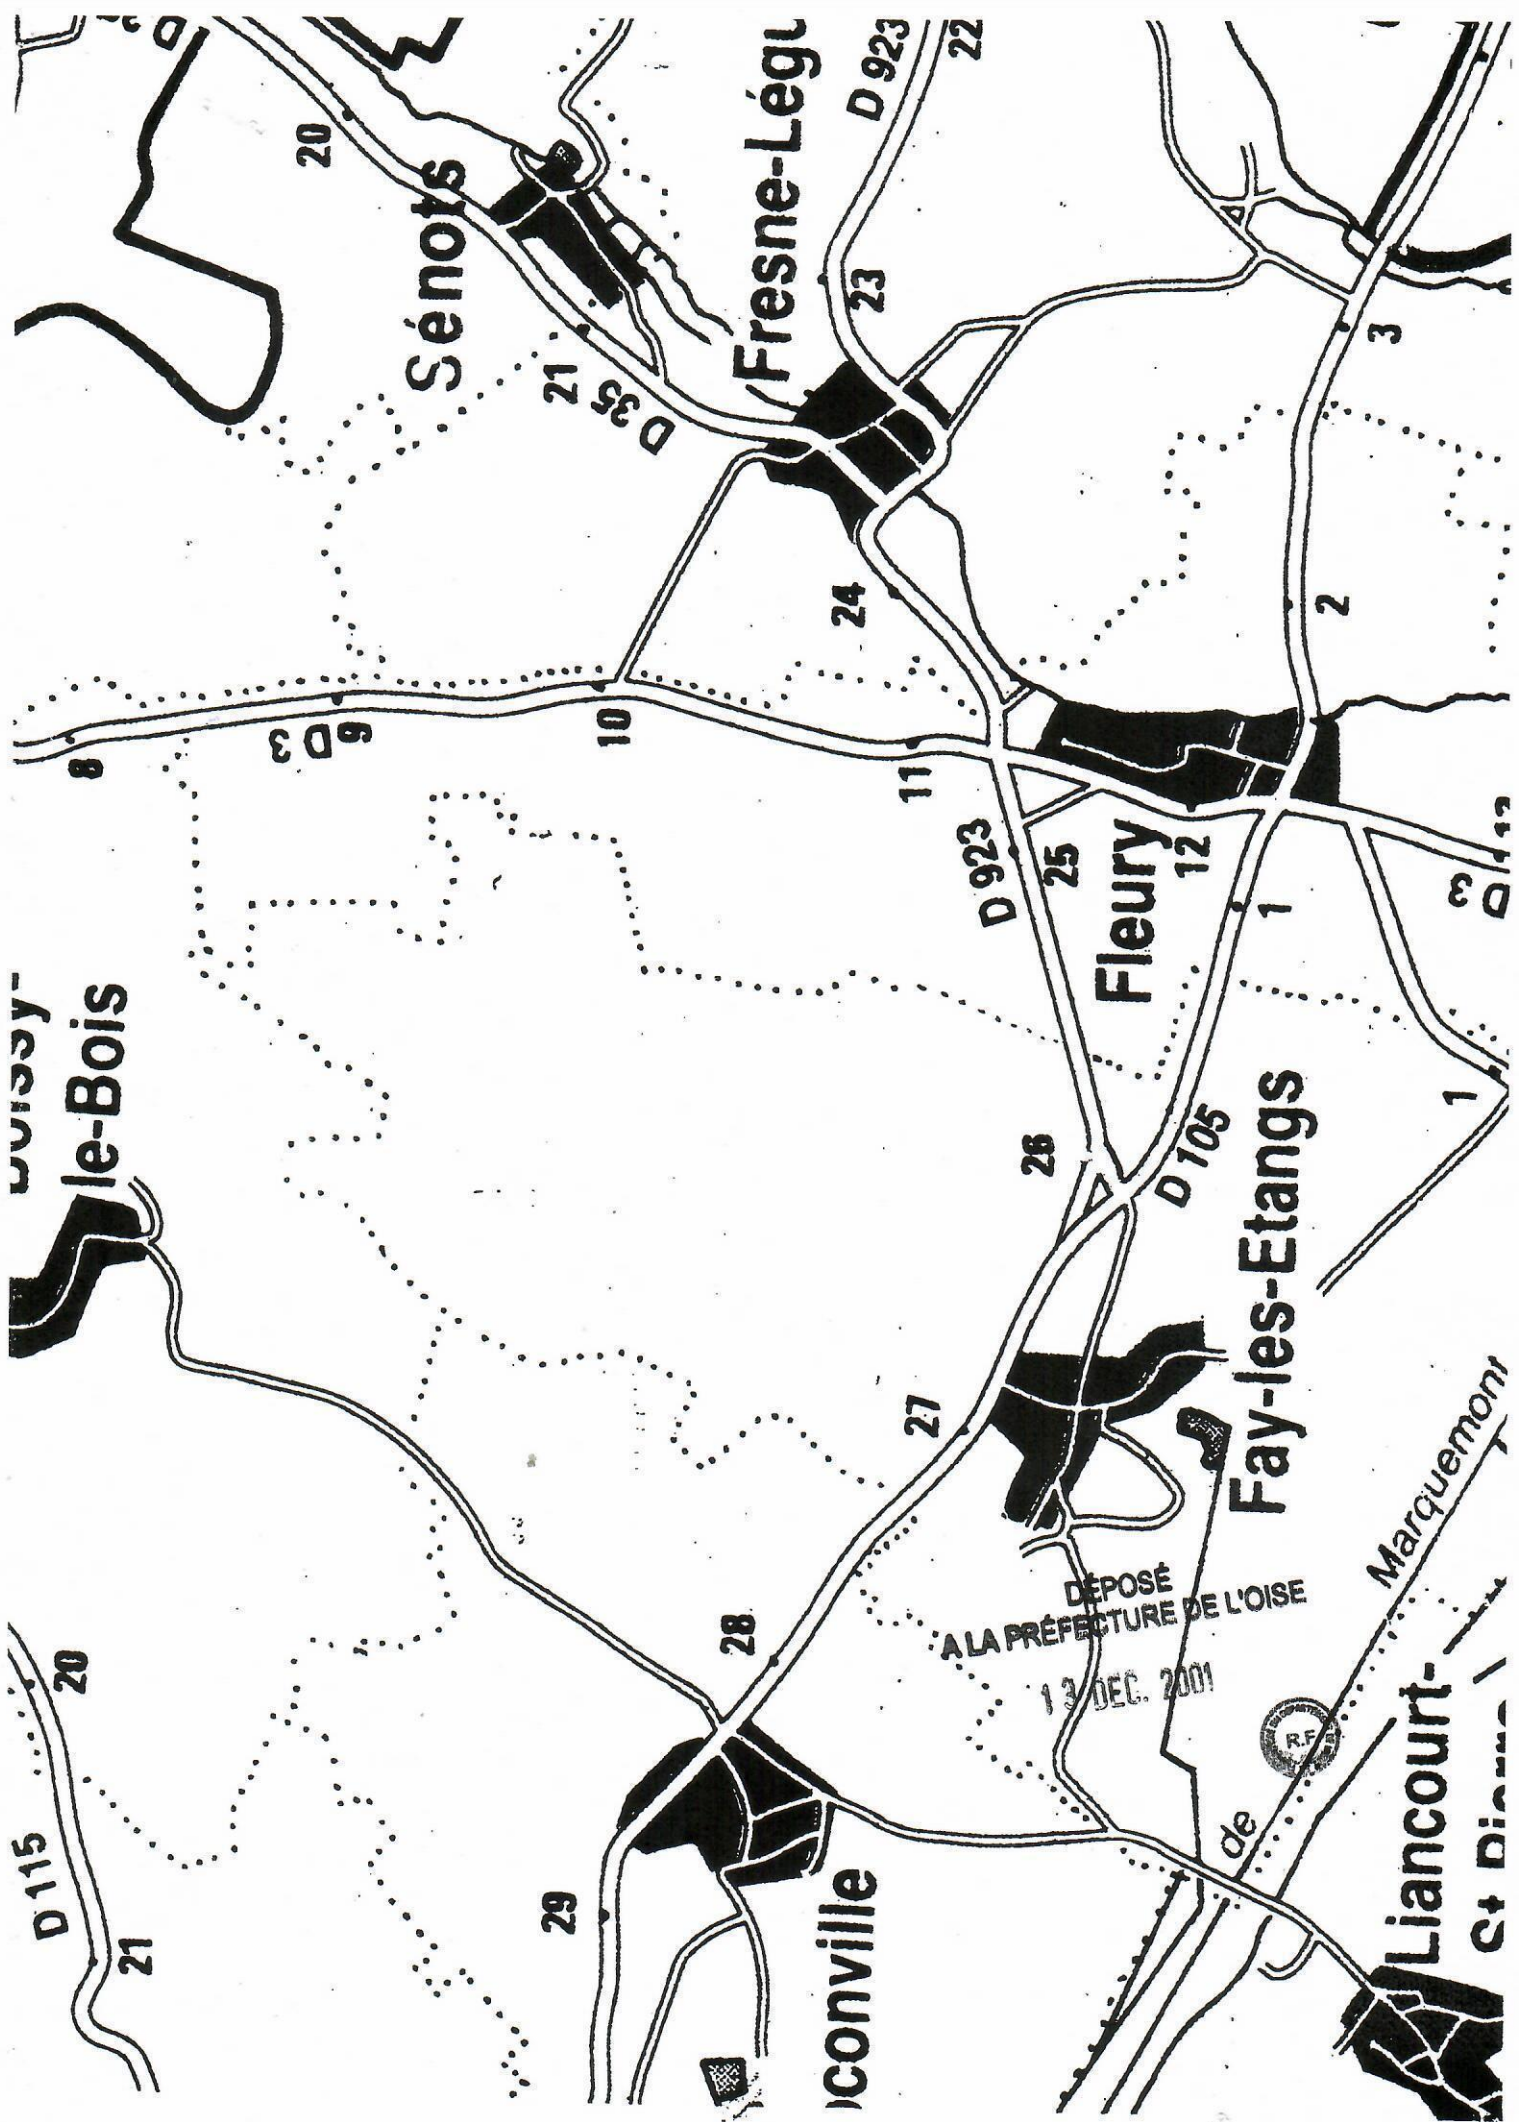 20
Sénots
D 923
22
Fresne-Légu
23
21
D 35
24
3
2
8
9
D 3
10
11
D 923
25
Fleury
12
1
D 3
le-Bois
26
D 105
1
Fay-les-Etangs
27
Marquemont
28
DÉPOSÉ
A LA PRÉFECTURE DE L'OISE
13 DEC. 2001
R.F
20
D 115
21
29
conville
de
Liancourt-